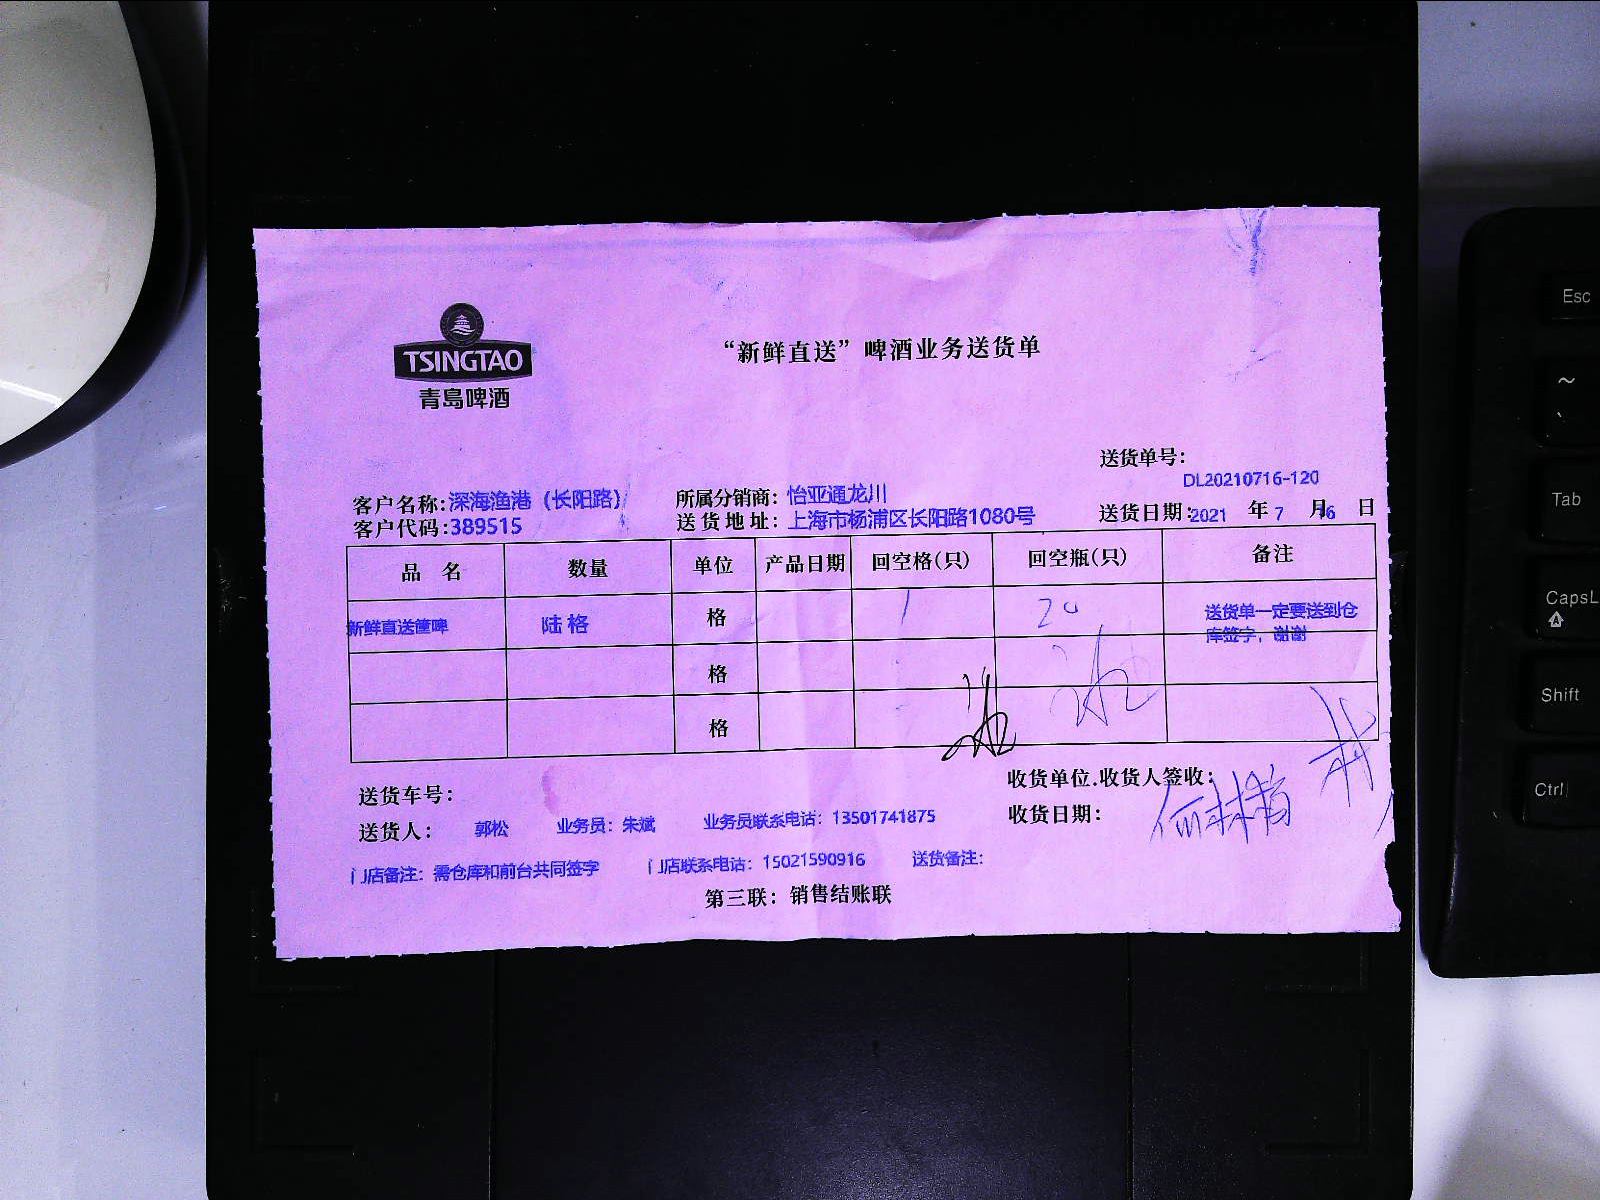 TSINGTAO
青岛啤酒
“新鲜直送”啤酒业务送货单
送货单号：
DL20210716-120
客户名称：深海渔港（长阳路） 所属分销商：怡亚通龙川
客户代码：389515 送货地址：上海市杨浦区长阳路1080号 送货日期：2021 年 7 月 16 日
品 名 数量 单位 产品日期 回空格(只) 回空瓶(只) 备注
新鲜直送筐啤 陆格 格 1 20 送货单一定要送到仓
库签字，谢谢
格
格
送货车号： 收货单位.收货人签收：
送货人： 郭松 业务员：朱斌 业务员联系电话：13501741875 收货日期：
门店备注：需仓库和前台共同签字 门店联系电话：15021590916 送货备注：
第三联：销售结账联
Esc
~
、
Tab
CapsL
A
Shift
Ctrl